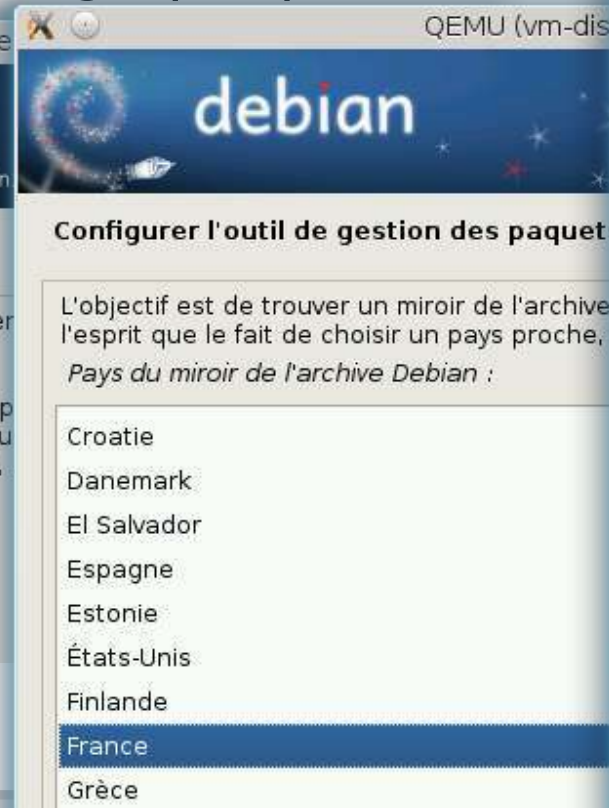 QEMU (vm-dis
debian
Configurer l'outil de gestion des paquet
L'objectif est de trouver un miroir de l'archive
l'esprit que le fait de choisir un pays proche,
Pays du miroir de l'archive Debian :
Croatie
Danemark
El Salvador
Espagne
Estonie
États-Unis
Finlande
France
Grèce